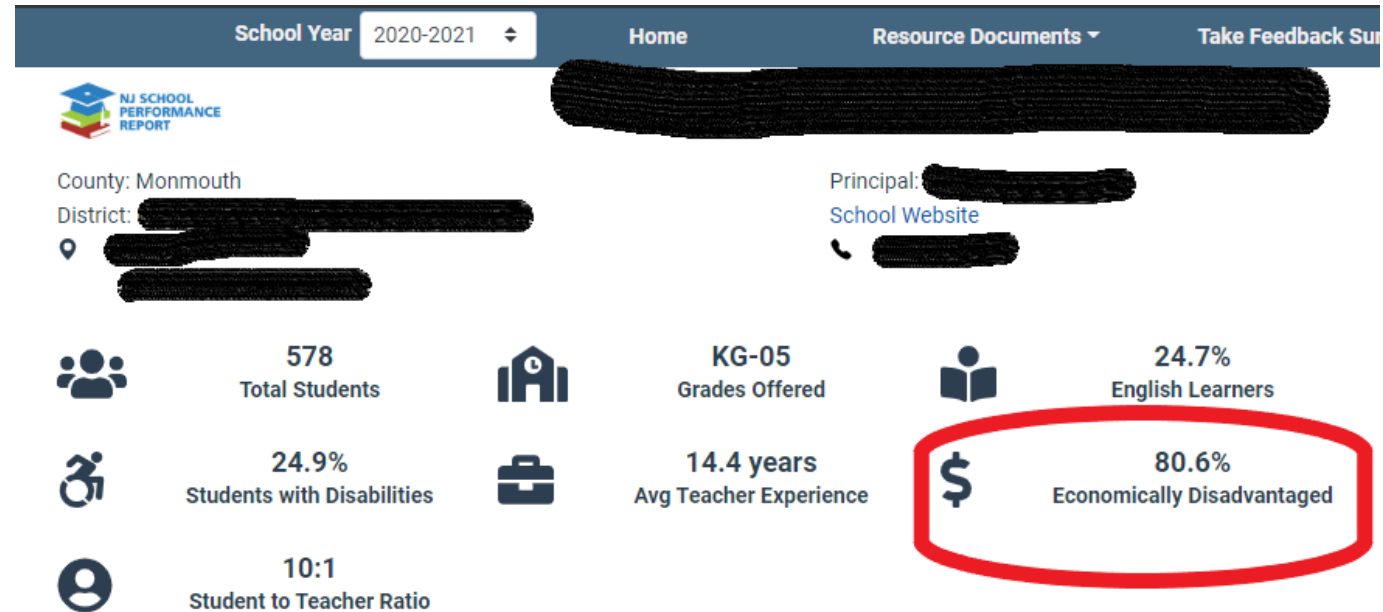 School Year 2020-2021 Home Resource Documents Take Feedback Sur
NJ SCHOOL
PERFORMANCE
REPORT
County: Monmouth
Principal:
District:
School Website
578
Total Students
KG-05
Grades Offered
24.7%
English Learners
24.9%
Students with Disabilities
14.4 years
Avg Teacher Experience
$
80.6%
Economically Disadvantaged
10:1
Student to Teacher Ratio